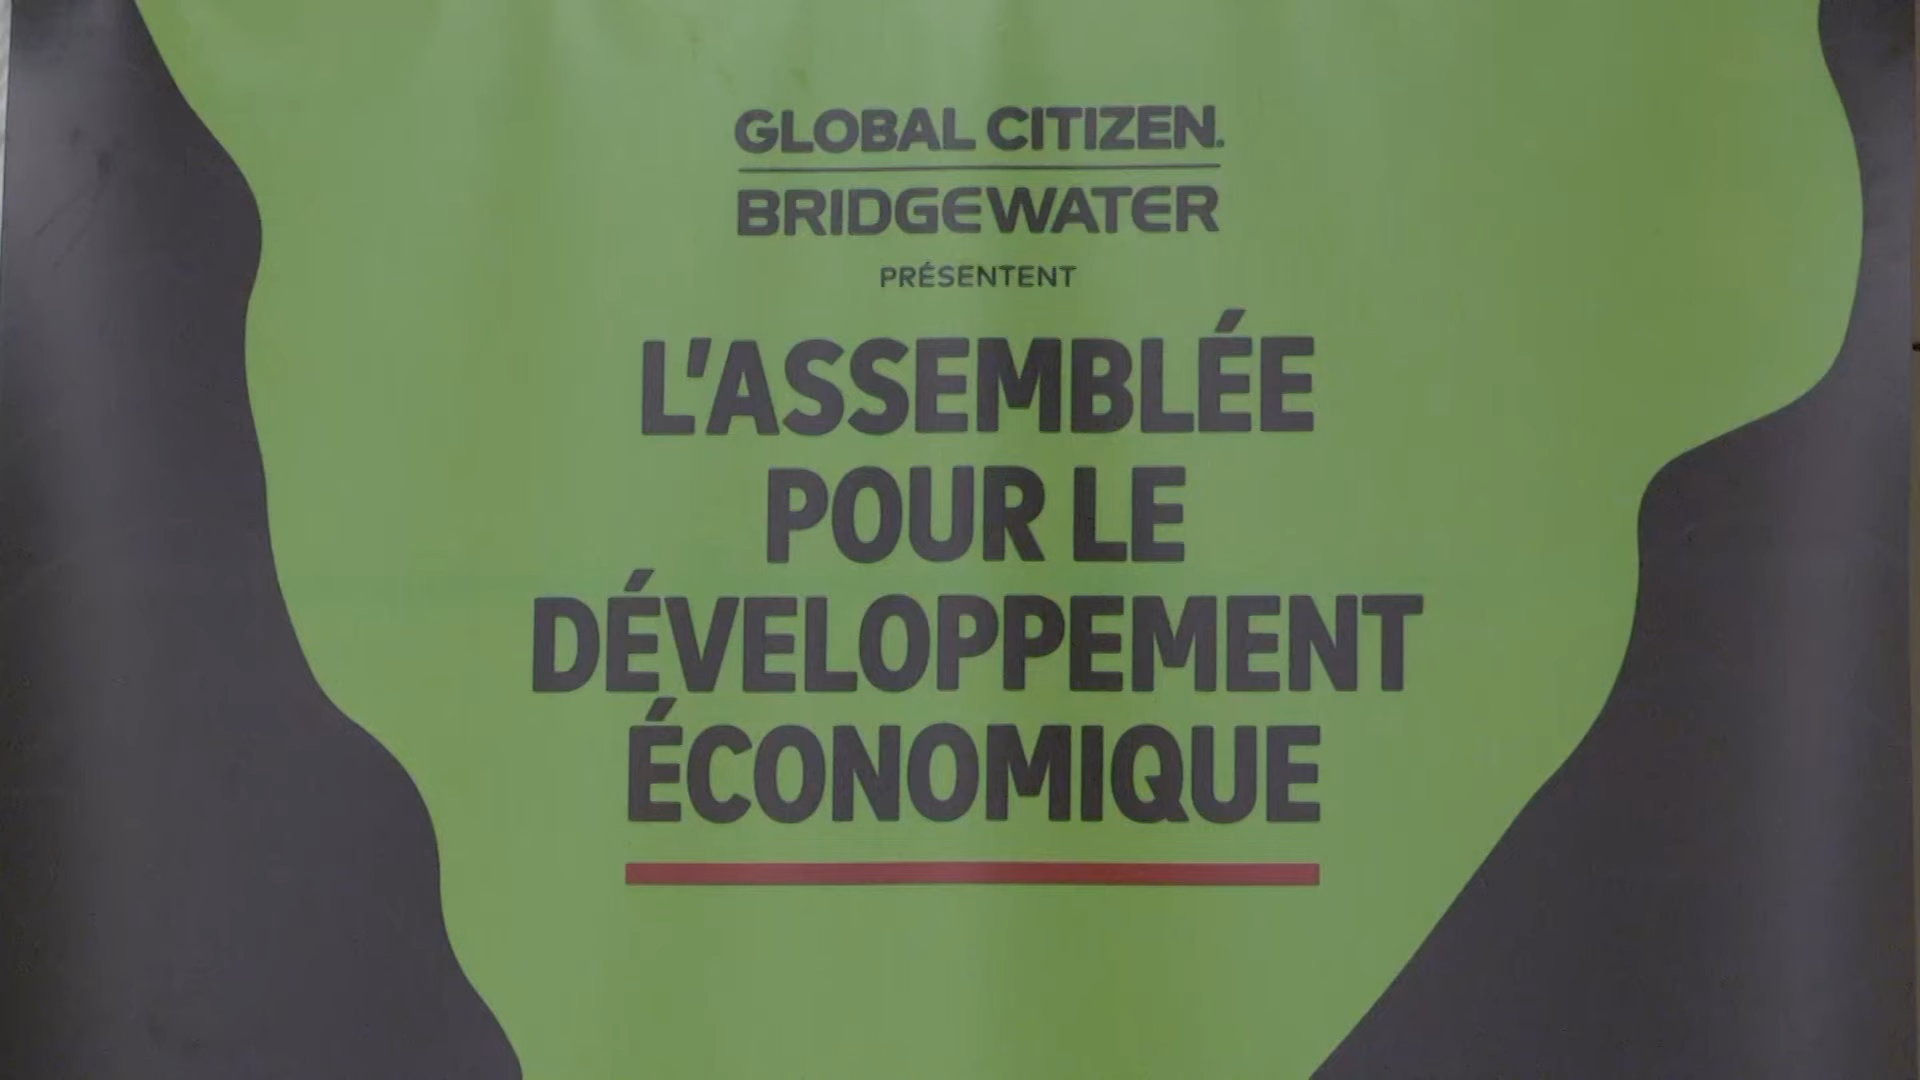 GLOBAL CITIZEN.
BRIDGEWATER
PRÉSENTENT
L'ASSEMBLÉE
POUR LE
DÉVELOPPEMENT
ÉCONOMIQUE